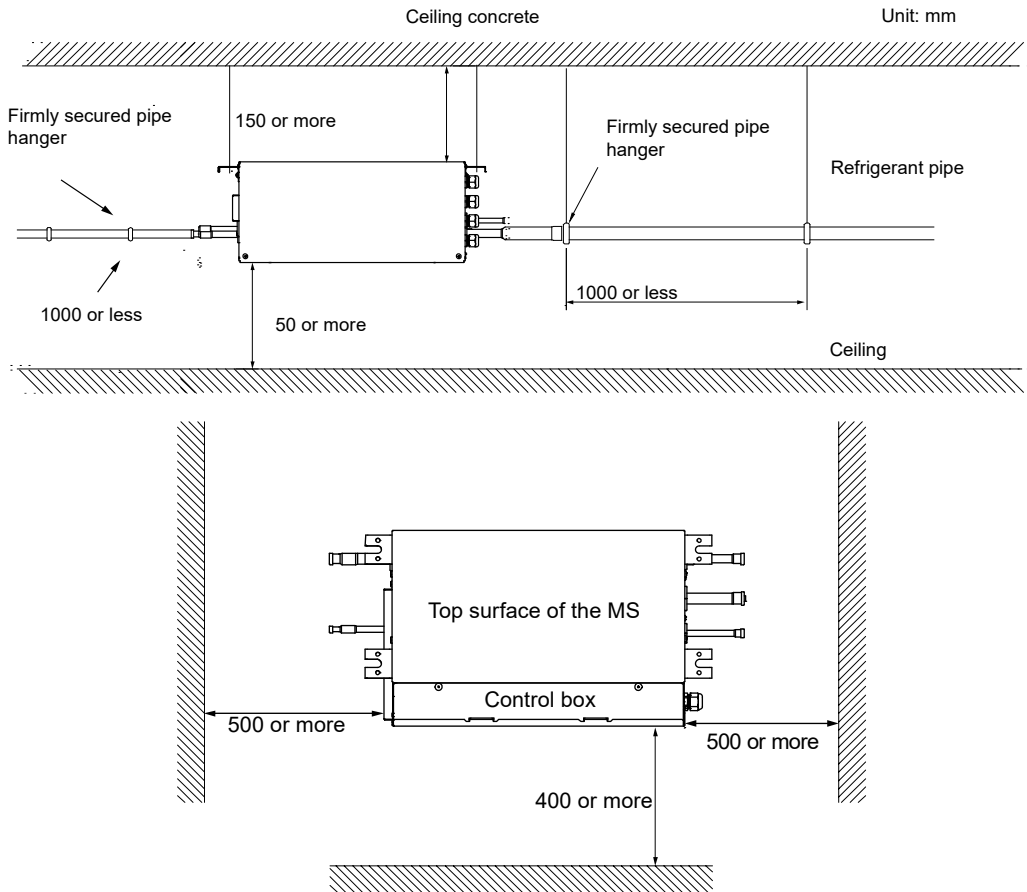 Ceiling concrete
Unit: mm
Firmly secured pipe
hanger
150 or more
Firmly secured pipe
hanger
Refrigerant pipe
1000 or less
1000 or less
50 or more
Ceiling
Top surface of the MS
Control box
500 or more
500 or more
400 or more